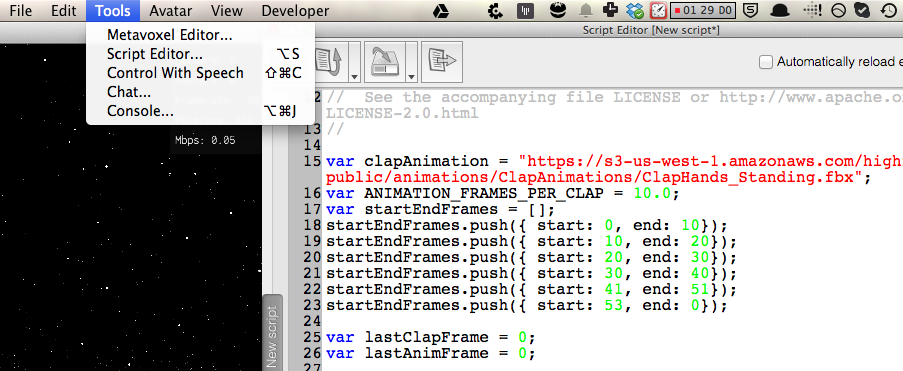 File Edit Tools Avatar View Developer
01 29 D0
Metavoxel Editor...
Script Editor... ⌥S
Control With Speech ⇧⌘C
Chat...
Console... ⌥⌘J
Mbps: 0.05
Script Editor [New script*]
Automatically reload e
12 // See the accompanying file LICENSE or http://www.apache.o
LICENSE-2.0.html
13 //
14
15 var clapAnimation = "https://s3-us-west-1.amazonaws.com/high
public/animations/ClapAnimations/ClapHands_Standing.fbx";
16 var ANIMATION_FRAMES_PER_CLAP = 10.0;
17 var startEndFrames = [];
18 startEndFrames.push({ start: 0, end: 10});
19 startEndFrames.push({ start: 10, end: 20});
20 startEndFrames.push({ start: 20, end: 30});
21 startEndFrames.push({ start: 30, end: 40});
22 startEndFrames.push({ start: 41, end: 51});
23 startEndFrames.push({ start: 53, end: 0});
24
25 var lastClapFrame = 0;
26 var lastAnimFrame = 0;
27
New script